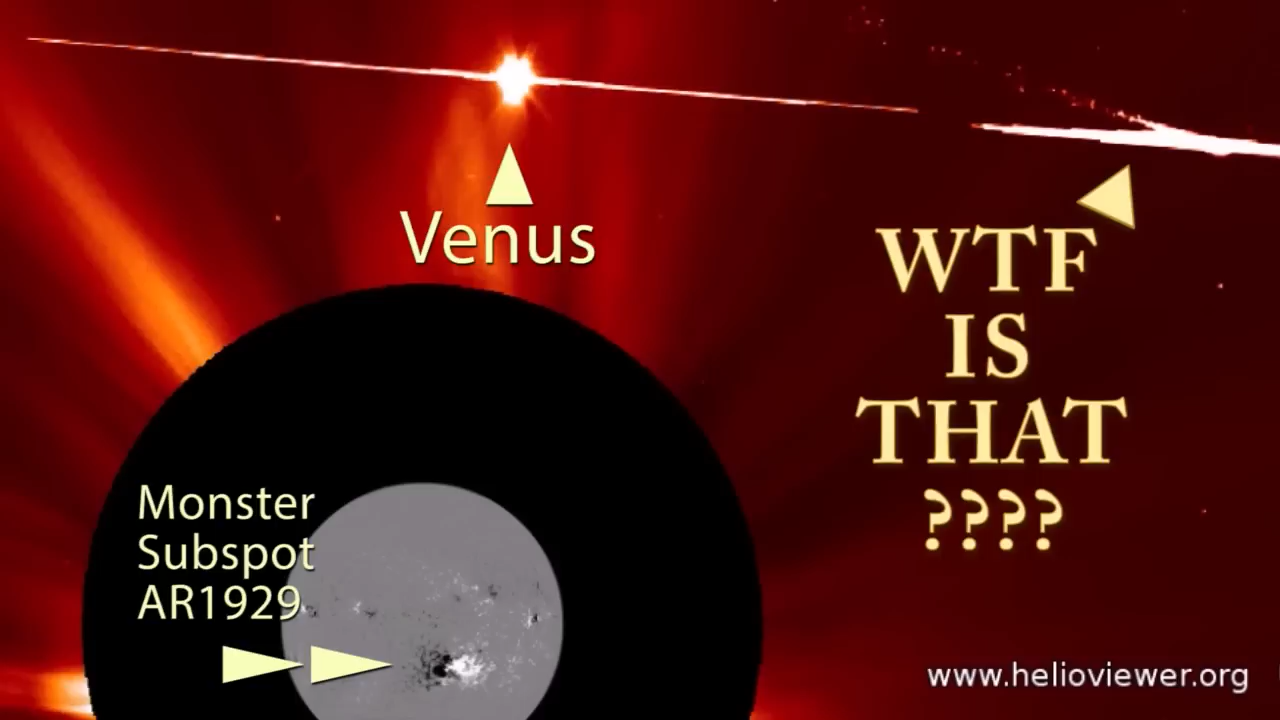 Venus
WTF
IS
THAT
????
Monster
Subspot
AR1929
www.helioviewer.org